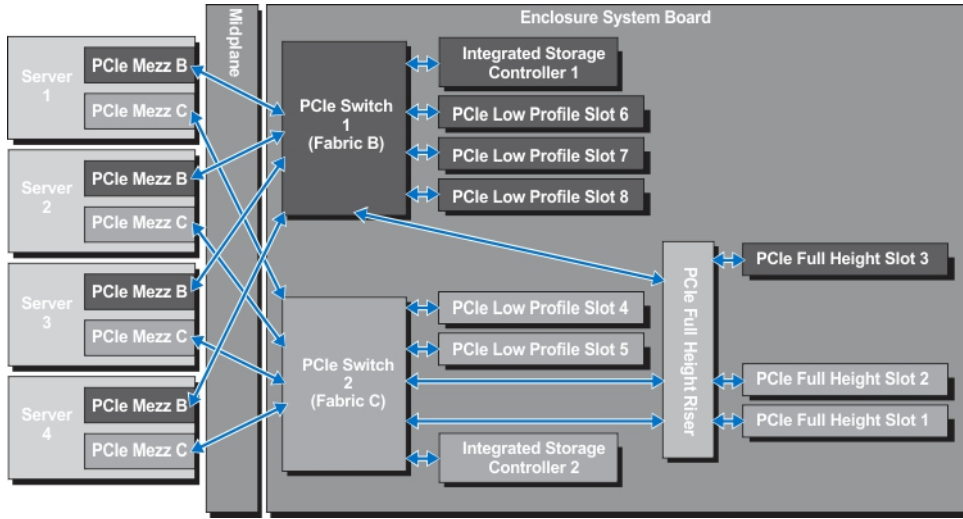 Enclosure System Board
Midplane
Server
1
PCIe Mezz B
PCIe Mezz C
Server
2
PCIe Mezz B
PCIe Mezz C
Server
3
PCIe Mezz B
PCIe Mezz C
Server
4
PCIe Mezz B
PCIe Mezz C
PCIe Switch
1
(Fabric B)
Integrated Storage
Controller 1
PCIe Low Profile Slot 6
PCIe Low Profile Slot 7
PCIe Low Profile Slot 8
PCIe Switch
2
(Fabric C)
PCIe Low Profile Slot 4
PCIe Low Profile Slot 5
Integrated Storage
Controller 2
PCIe Full Height Riser
PCIe Full Height Slot 3
PCIe Full Height Slot 2
PCIe Full Height Slot 1